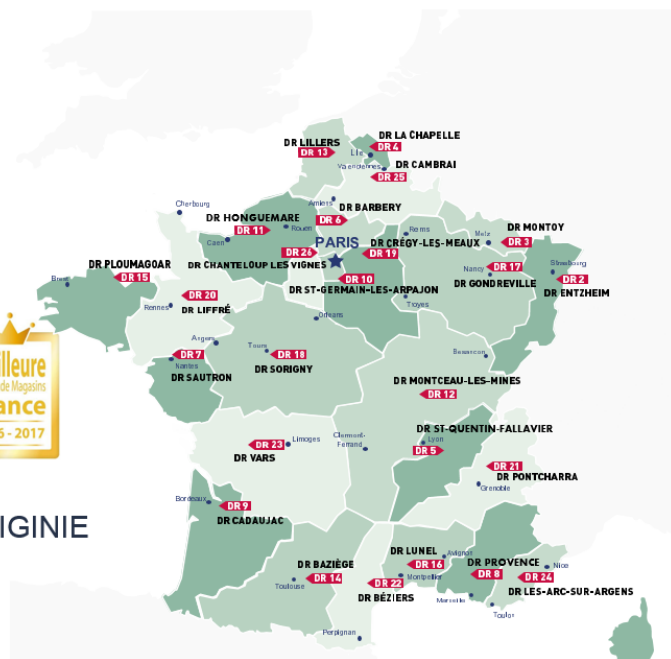 DR LA CHAPELLE
DR 4
DR LILLERS
DR 13
Lille
Valenciennes
DR CAMBRAI
DR 25
Amiens
DR BARBERY
DR 6
Cherbourg
DR HONGUEMARE
DR 11
Rouen
Caen
Reims
Metz
DR MONTOY
DR 3
PARIS
DR CRÉGY-LES-MEAUX
DR 19
DR 26
DR CHANTELOUP LES VIGNES
Nancy
DR 17
DR GONDREVILLE
Strasbourg
DR 2
DR ENTZHEIM
DR PLOUMAGOAR
DR 15
Brest
DR 10
DR ST-GERMAIN-LES-ARPAJON
Troyes
DR 20
Rennes
DR LIFFRÉ
Orléans
Angers
Tours
DR 18
DR SORIGNY
DR 7
Nantes
DR SAUTRON
Besancon
lleure
de Magasins
ance
- 2017
DR MONTCEAU-LES-MINES
DR 12
DR ST-QUENTIN-FALLAVIER
Lyon
DR 5
Clermont-
Ferrand
DR 23
Limoges
DR VARS
DR 21
DR PONTCHARRA
Grenoble
Bordeaux
DR 9
DR CADAUJAC
IGINIE
DR BAZIÈGE
DR 14
Toulouse
DR LUNEL
Avignon
DR 16
Montpellier
DR 22
DR BÉZIERS
DR PROVENCE
DR 8
Nice
DR 24
DR LES-ARC-SUR-ARGENS
Marseille
Toulon
Perpignan